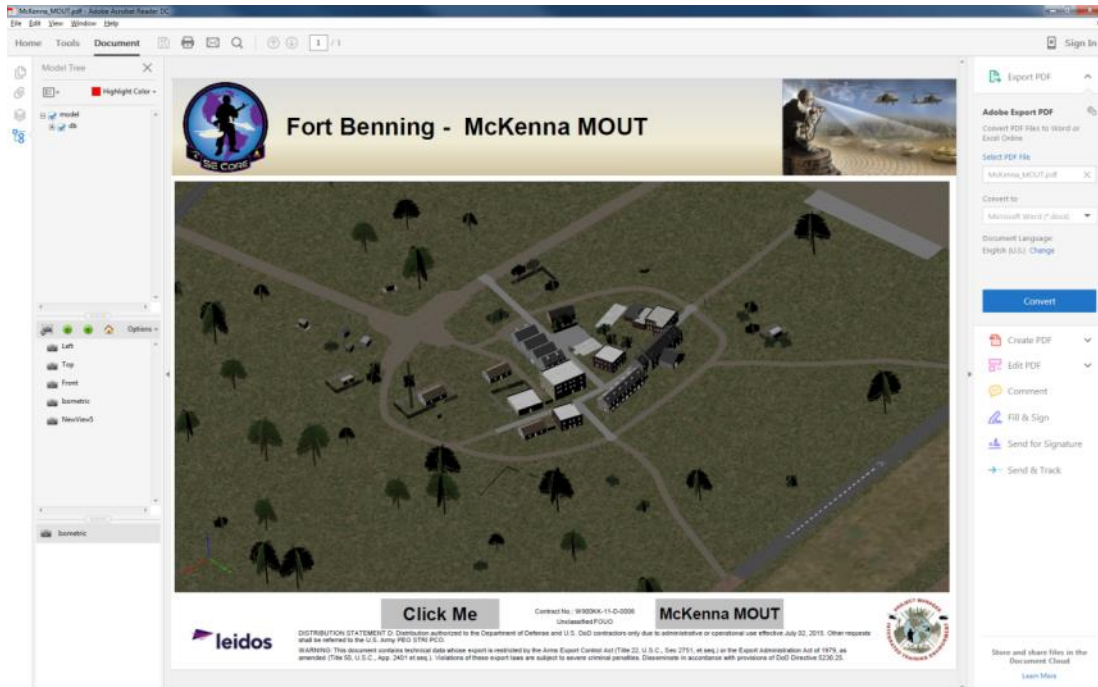 McKenna_MOUT.pdf - Adobe Acrobat Reader DC
File Edit View Window Help
Home Tools Document 1 / 1 Sign In
Model Tree
Highlight Color
model
db
Options
Left
Top
Front
Isometric
NewView5
Isometric
SE CORE
Fort Benning - McKenna MOUT
Click Me
Contract No.: W900KK-11-D-0006
Unclassified/FOUO
McKenna MOUT
leidos
DISTRIBUTION STATEMENT D: Distribution authorized to the Department of Defense and U.S. DoD contractors only due to administrative or operational use effective July 02, 2015. Other requests
shall be referred to the U.S. Army PEO STRI PCO.
WARNING: This document contains technical data whose export is restricted by the Arms Export Control Act (Title 22, U.S.C., Sec 2751, et seq.) or the Export Administration Act of 1979, as
amended (Title 50, U.S.C., App. 2401 et seq.). Violations of these export laws are subject to severe criminal penalties. Disseminate in accordance with provisions of DoD Directive 5230.25.
PROJECT MANAGER
Export PDF
Adobe Export PDF
Convert PDF Files to Word or
Excel Online
Select PDF File
McKenna_MOUT.pdf
Convert to
Microsoft Word (*.docx)
Document Language:
English (U.S.) Change
Convert
Create PDF
Edit PDF
Comment
Fill & Sign
Send for Signature
Send & Track
Store and share files in the
Document Cloud
Learn More